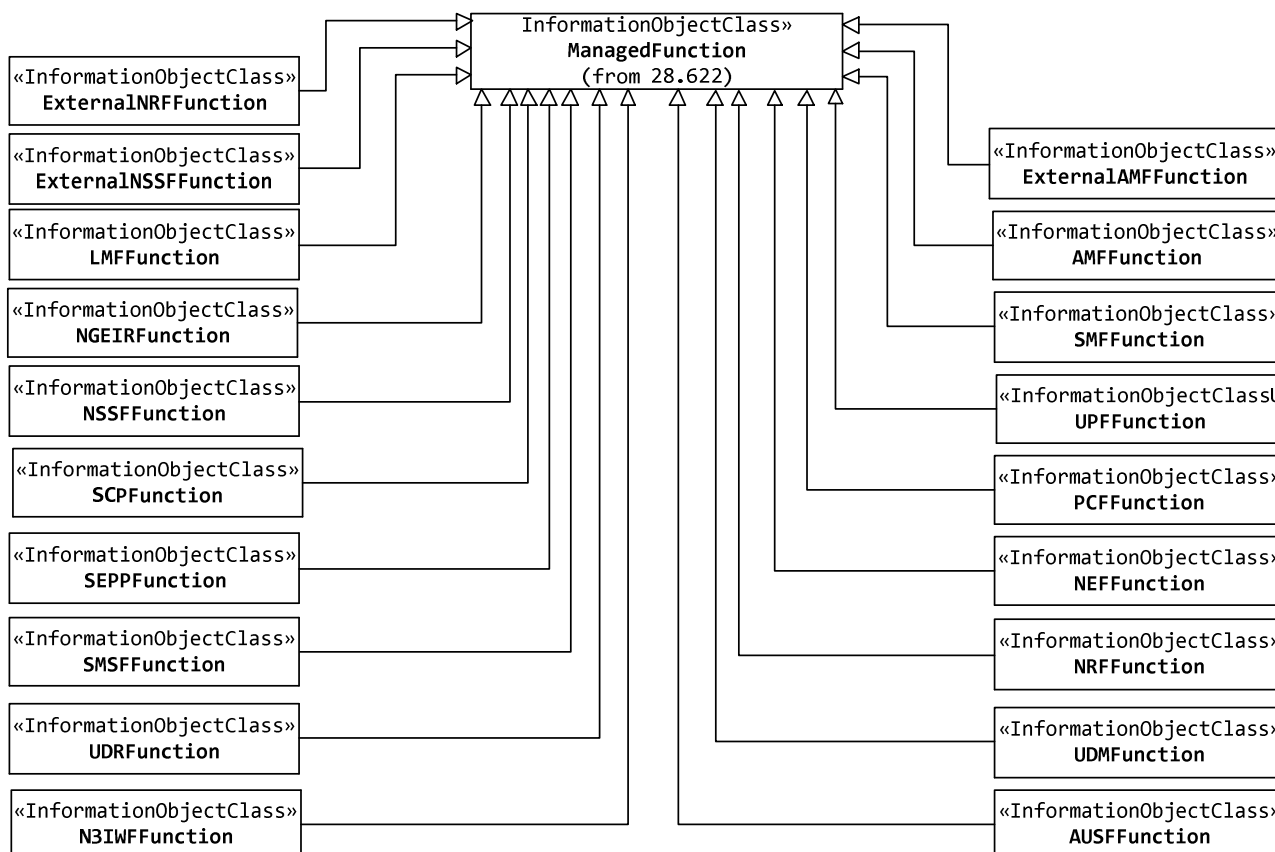 InformationObjectClass»
ManagedFunction
(from 28.622)
«InformationObjectClass»
ExternalNRFFunction
«InformationObjectClass»
ExternalNSSFFunction
«InformationObjectClass»
LMFFunction
«InformationObjectClass»
NGEIRFunction
«InformationObjectClass»
NSSFFunction
«InformationObjectClass»
SCPFunction
«InformationObjectClass»
SEPPFunction
«InformationObjectClass»
SMSFFunction
«InformationObjectClass»
UDRFunction
«InformationObjectClass»
N3IWFFunction
«InformationObjectClass»
ExternalAMFFunction
«InformationObjectClass»
AMFFunction
«InformationObjectClass»
SMFFunction
«InformationObjectClassU
UPFFunction
«InformationObjectClass»
PCFFunction
«InformationObjectClass»
NEFFunction
«InformationObjectClass»
NRFFunction
«InformationObjectClass»
UDMFunction
«InformationObjectClass»
AUSFFunction